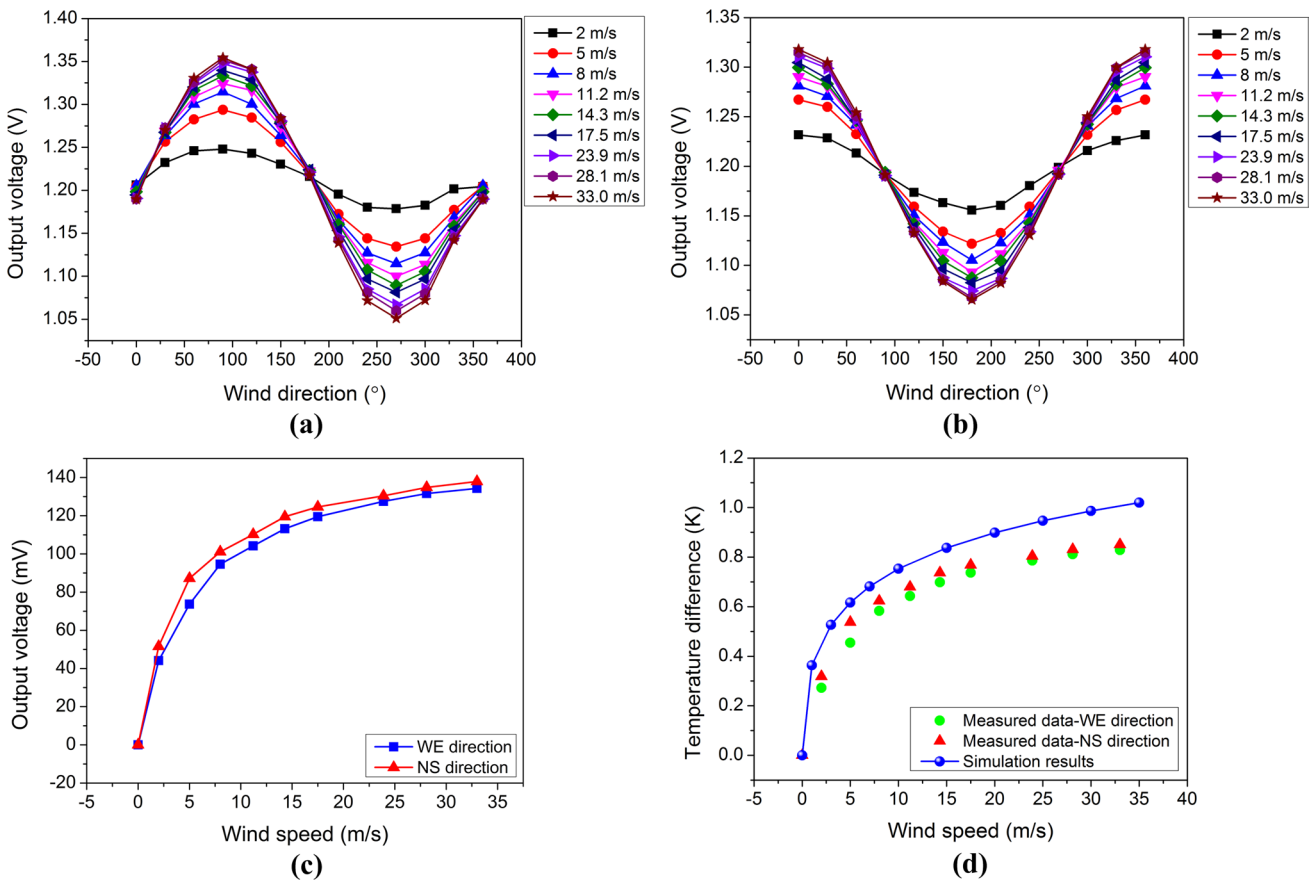 1.40
1.35
1.30
1.25
1.20
1.15
1.10
1.05
-50 0 50 100 150 200 250 300 350 400
Output voltage (V)
Wind direction (°)
2 m/s
5 m/s
8 m/s
11.2 m/s
14.3 m/s
17.5 m/s
23.9 m/s
28.1 m/s
33.0 m/s
(a)
1.35
1.30
1.25
1.20
1.15
1.10
1.05
-50 0 50 100 150 200 250 300 350 400
Output voltage (V)
Wind direction (°)
2 m/s
5 m/s
8 m/s
11.2 m/s
14.3 m/s
17.5 m/s
23.9 m/s
28.1 m/s
33.0 m/s
(b)
140
120
100
80
60
40
20
0
-20
-5 0 5 10 15 20 25 30 35
Output voltage (mV)
Wind speed (m/s)
WE direction
NS direction
(c)
1.2
1.0
0.8
0.6
0.4
0.2
0.0
-5 0 5 10 15 20 25 30 35 40
Temperature difference (K)
Wind speed (m/s)
Measured data-WE direction
Measured data-NS direction
Simulation results
(d)